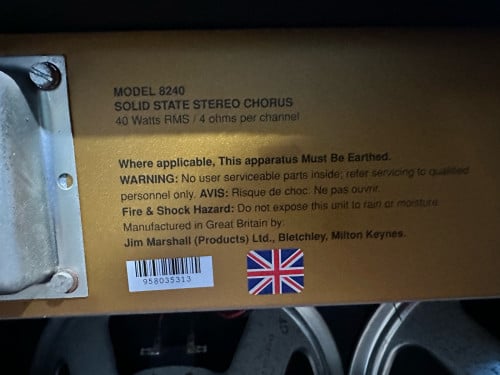 MODEL 8240
SOLID STATE STEREO CHORUS
40 Watts RMS / 4 ohms per channel
Where applicable, This apparatus Must Be Earthed.
WARNING: No user serviceable parts inside; refer servicing to qualified
personnel only. AVIS: Risque de choc. Ne pas ouvrir.
Fire & Shock Hazard: Do not expose this unit to rain or moisture.
Manufactured in Great Britain by:
Jim Marshall (Products) Ltd., Bletchley, Milton Keynes.
958035313